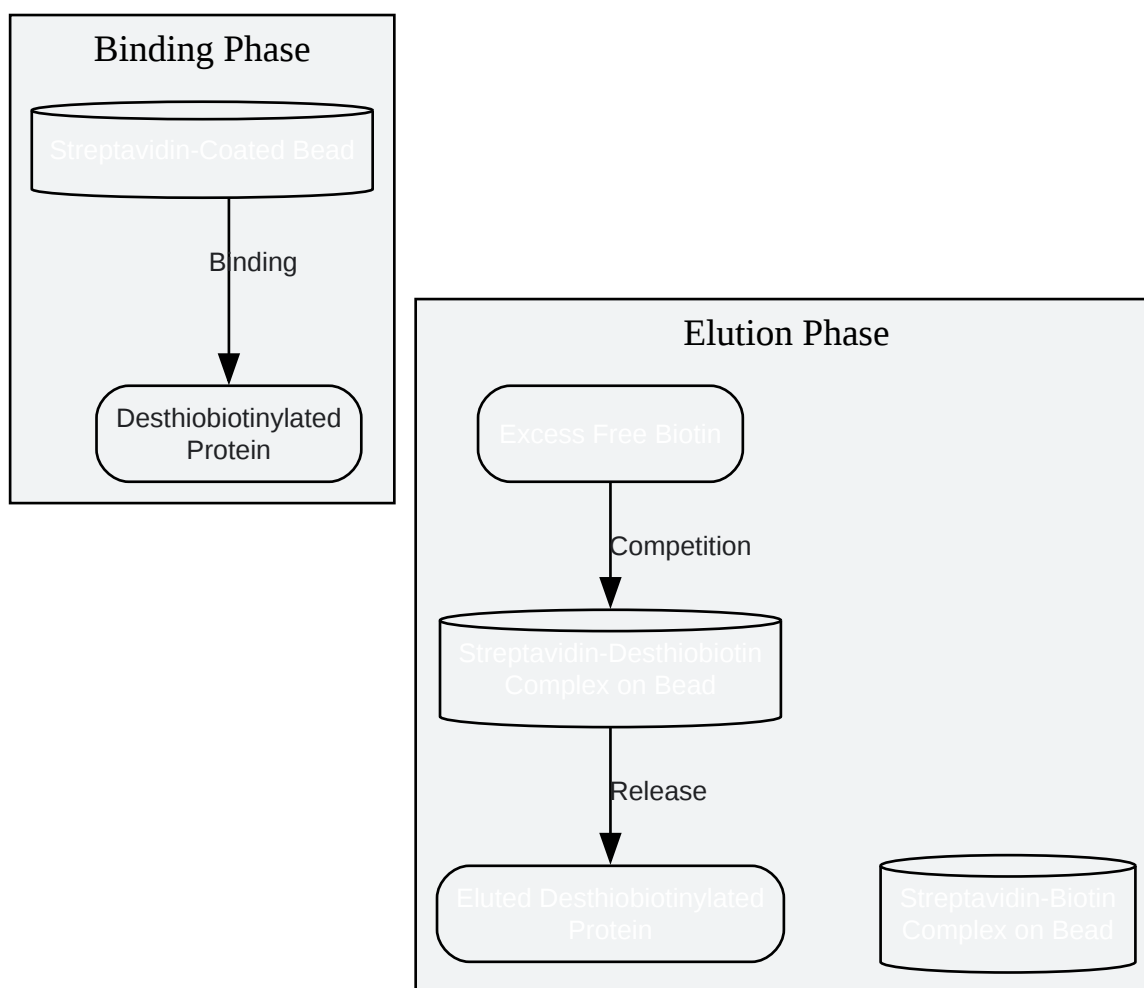 Binding Phase
Streptavidin-Coated Bead
Binding
Desthiobiotinylated
Protein
Elution Phase
Excess Free Biotin
Competition
Streptavidin-Desthiobiotin
Complex on Bead
Release
Eluted Desthiobiotinylated
Protein
Streptavidin-Biotin
Complex on Bead